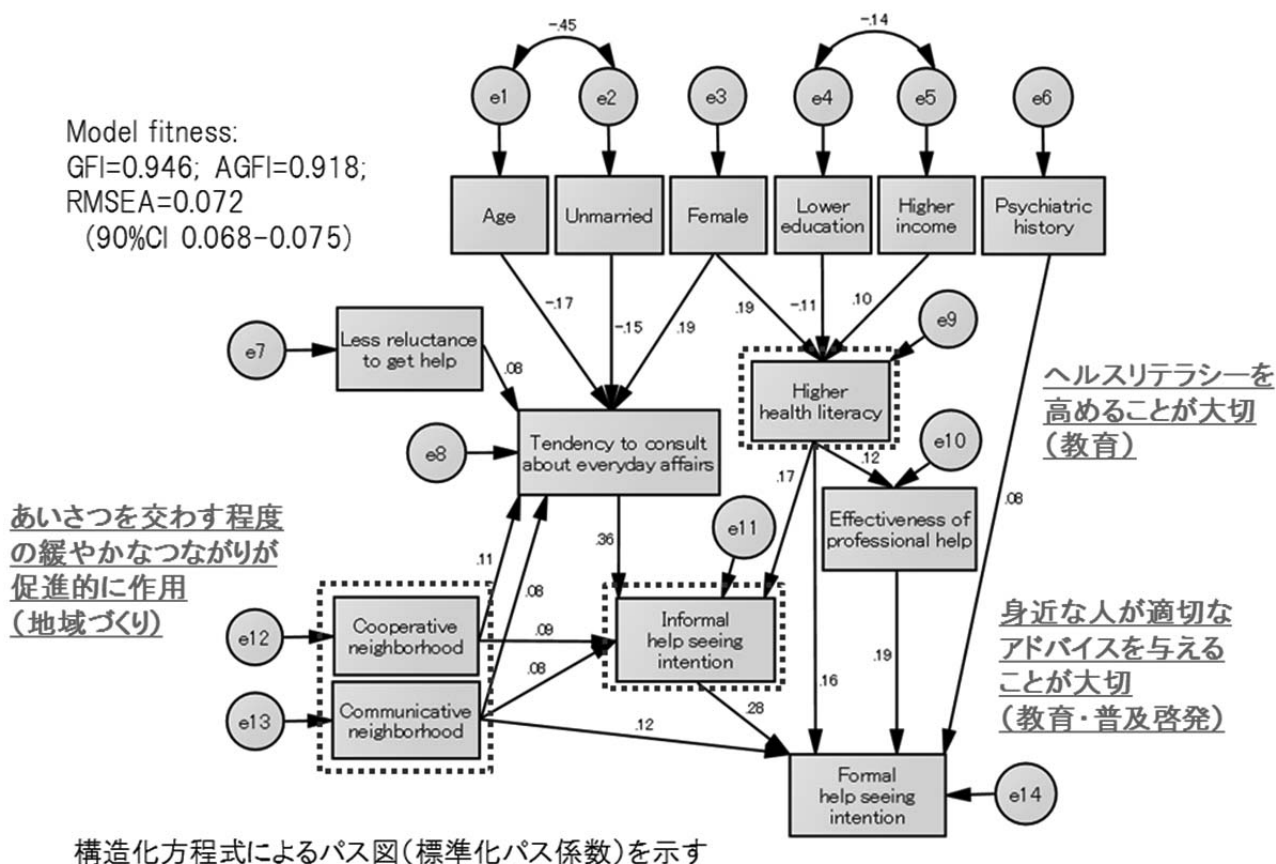 -.45
-.14
e1
e2
e3
e4
e5
e6
Model fitness:
GFI=0.946; AGFI=0.918;
RMSEA=0.072
(90%CI 0.068-0.075)
Age
Unmarried
Female
Lower
education
Higher
income
Psychiatric
history
-.17
-.15
.19
.19
-.11
.10
e7
Less reluctance
to get help
.08
e9
Higher
health literacy
ヘルスリテラシーを
高めることが大切
(教育)
e8
Tendency to consult
about everyday affairs
e10
.12
.17
.08
Effectiveness of
professional help
あいさつを交わす程度
の緩やかなつながりが
促進的に作用
(地域づくり)
e11
.36
.11
.08
e12
Cooperative
neighborhood
.09
Informal
help seeing
intention
身近な人が適切な
アドバイスを与える
ことが大切
(教育・普及啓発)
.08
.16
.19
e13
Communicative
neighborhood
.12
.28
Formal
help seeing
intention
e14
構造化方程式によるパス図(標準化パス係数)を示す